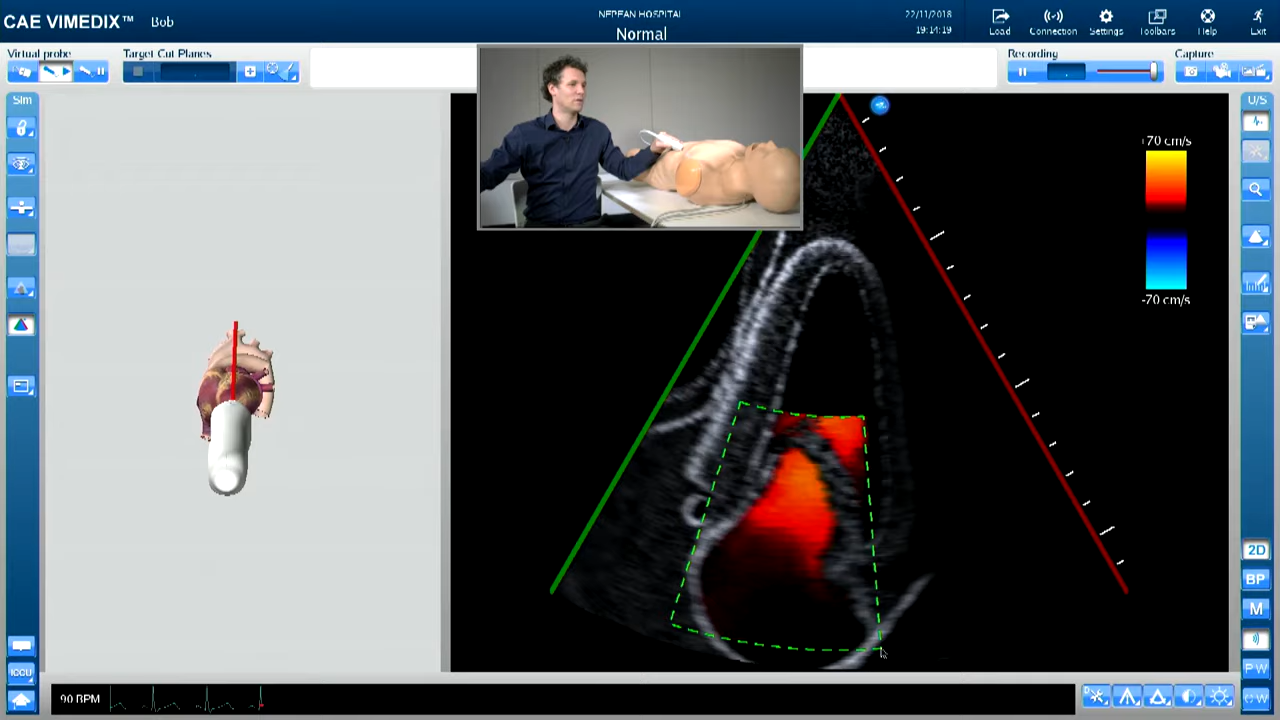 CAE VIMEDIX™ Bob
NEPEAN HOSPITAL
Normal
22/11/2018
19:14:19
Load
Connection
Settings
Toolbars
Help
Exit
Virtual probe
Target Cut Planes
Recording
Capture
Sim
U/S
+70 cm/s
-70 cm/s
2D
BP
M
PW
CW
ICCU
90 BPM